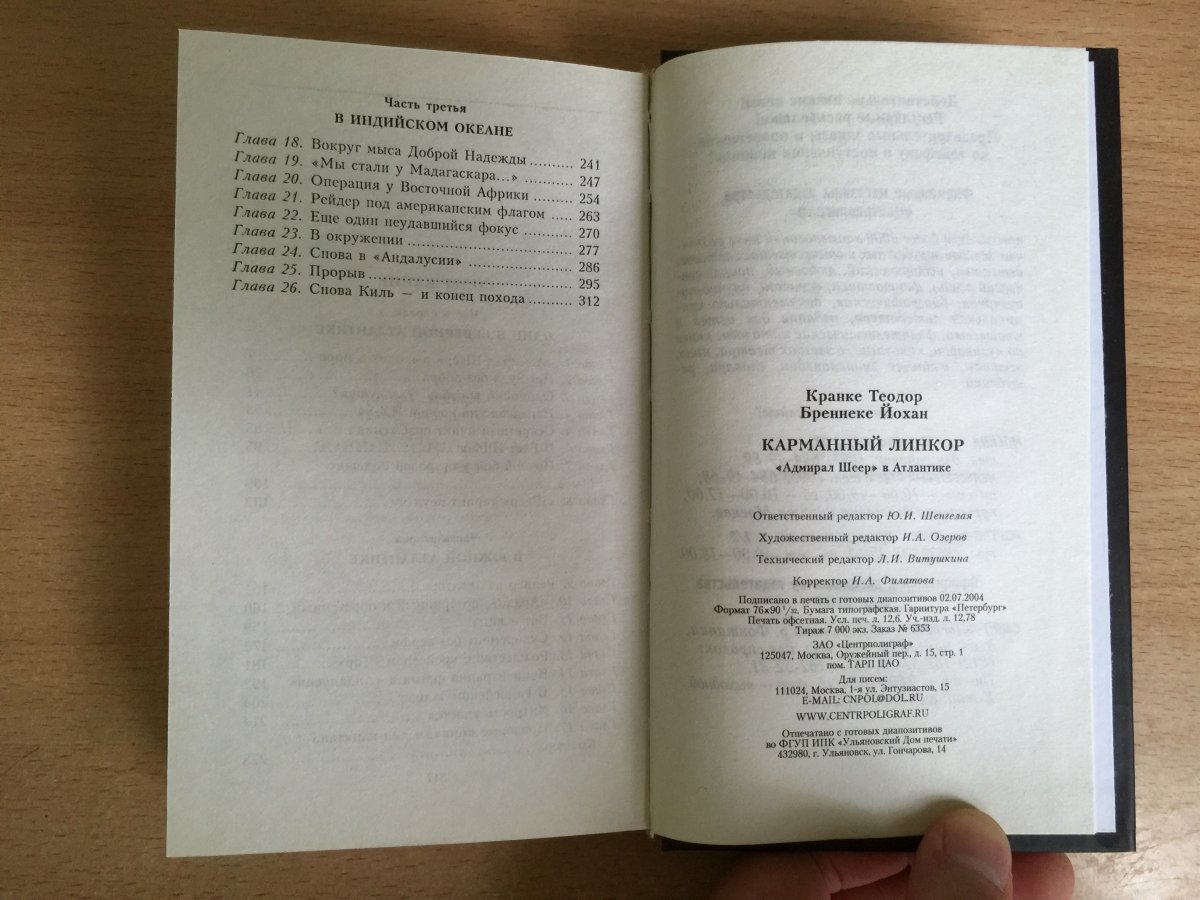 Часть третья
В ИНДИЙСКОМ ОКЕАНЕ
Глава 18. Вокруг мыса Доброй Надежды .......... 241
Глава 19. «Мы стали у Мадагаскара...» ........... 247
Глава 20. Операция у Восточной Африки .......... 254
Глава 21. Рейдер под американским флагом ..... 263
Глава 22. Еще один неудавшийся фокус ........... 270
Глава 23. В окружении ..................................... 277
Глава 24. Снова в «Андалусии» ....................... 286
Глава 25. Прорыв ............................................. 295
Глава 26. Снова Киль — и конец похода .......... 312
Кранке Теодор
Бреннеке Йохан
КАРМАННЫЙ ЛИНКОР
«Адмирал Шеер» в Атлантике
Ответственный редактор Ю.И. Шенгелая
Художественный редактор И.А. Озеров
Технический редактор Л.И. Витушкина
Корректор И.А. Филатова
Подписано в печать с готовых диапозитивов 02.07.2004
Формат 76×90 1/32. Бумага типографская. Гарнитура «Петербург»
Печать офсетная. Усл. печ. л. 12,6. Уч.-изд. л. 12,78
Тираж 7 000 экз. Заказ № 6353
ЗАО «Центрполиграф»
125047, Москва, Оружейный пер., д. 15, стр. 1
пом. ТАРП ЦАО
Для писем:
111024, Москва, 1-я ул. Энтузиастов, 15
E-MAIL: CNPOL@DOL.RU
WWW.CENTRPOLIGRAF.RU
Отпечатано с готовых диапозитивов
во ФГУП ИПК «Ульяновский Дом печати»
432980, г. Ульяновск, ул. Гончарова, 14